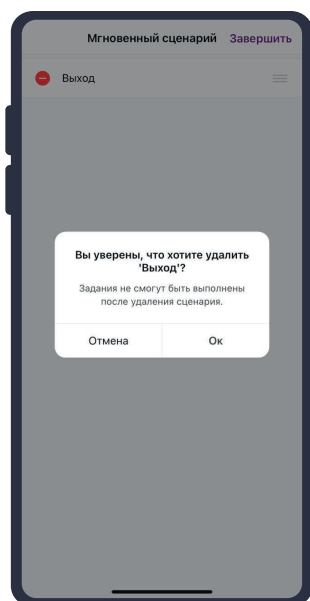 Мгновенный сценарий Завершить
Выход
Вы уверены, что хотите удалить
'Выход'?
Задания не смогут быть выполнены
после удаления сценария.
Отмена Ок